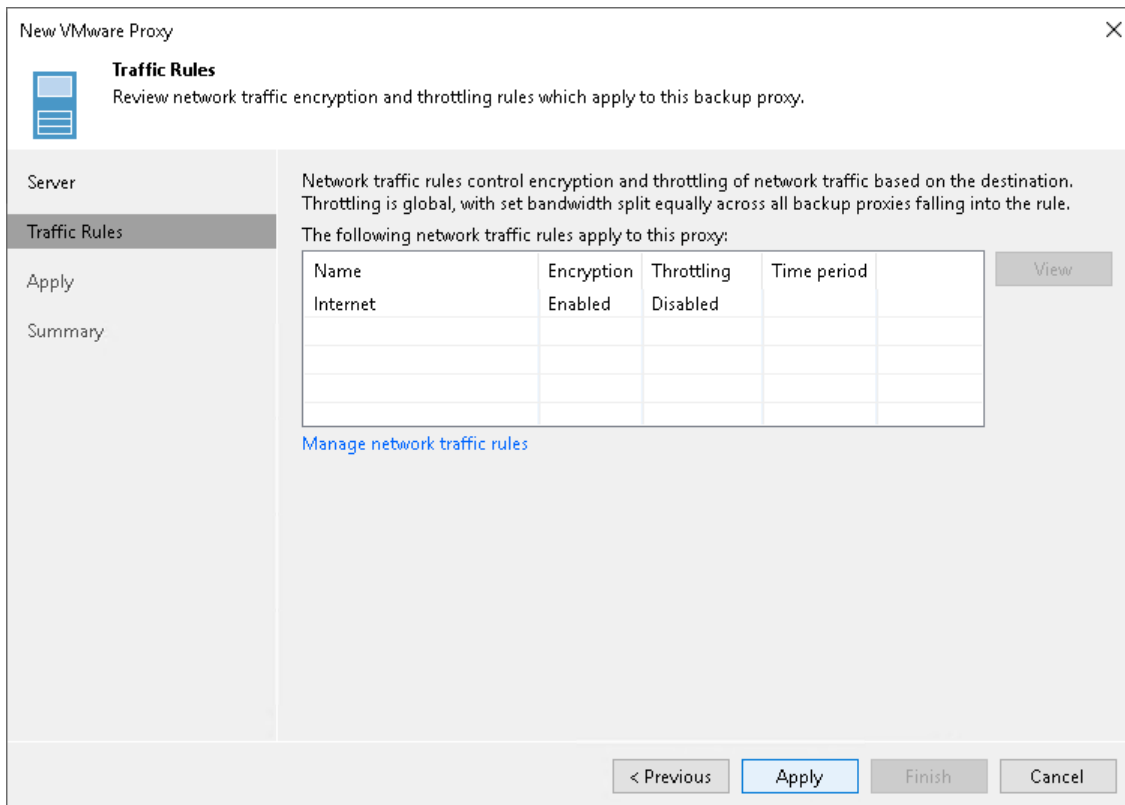 New VMware Proxy
Traffic Rules
Review network traffic encryption and throttling rules which apply to this backup proxy.
Server
Traffic Rules
Apply
Summary
Network traffic rules control encryption and throttling of network traffic based on the destination.
Throttling is global, with set bandwidth split equally across all backup proxies falling into the rule.
The following network traffic rules apply to this proxy:
Name Encryption Throttling Time period
Internet Enabled Disabled
View
Manage network traffic rules
< Previous Apply Finish Cancel